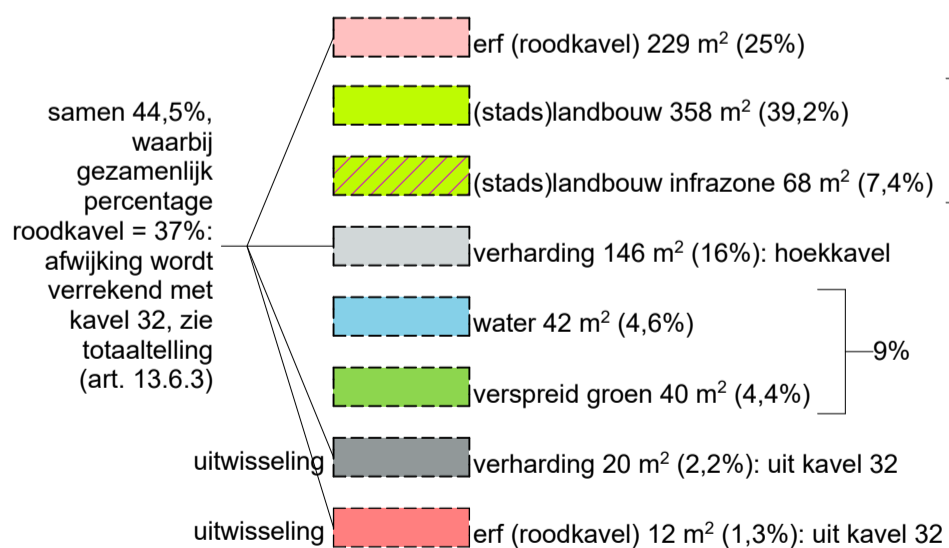 erf (roodkavel) 229 m² (25%)
(stads)landbouw 358 m² (39,2%)
(stads)landbouw infrazone 68 m² (7,4%)
verharding 146 m² (16%): hoekkavel
water 42 m² (4,6%)
verspreid groen 40 m² (4,4%)
9%
uitwisseling verharding 20 m² (2,2%): uit kavel 32
uitwisseling erf (roodkavel) 12 m² (1,3%): uit kavel 32
samen 44,5%,
waarbij
gezamenlijk
percentage
roodkavel = 37%:
afwijking wordt
verrekend met
kavel 32, zie
totaaltelling
(art. 13.6.3)